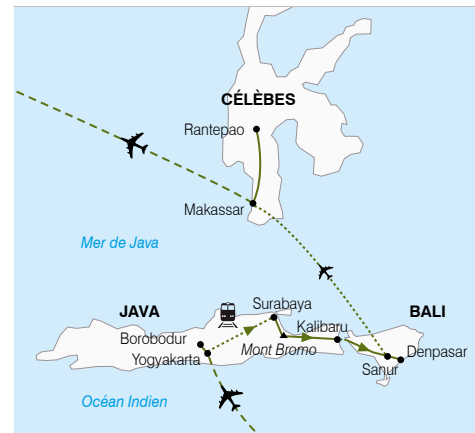 CÉLÈBES
Rantepao
Makassar
Mer de Java
JAVA
Surabaya
BALI
Borobodur
Kalibaru
Yogyakarta
Mont Bromo
Denpasar
Sanur
Océan Indien